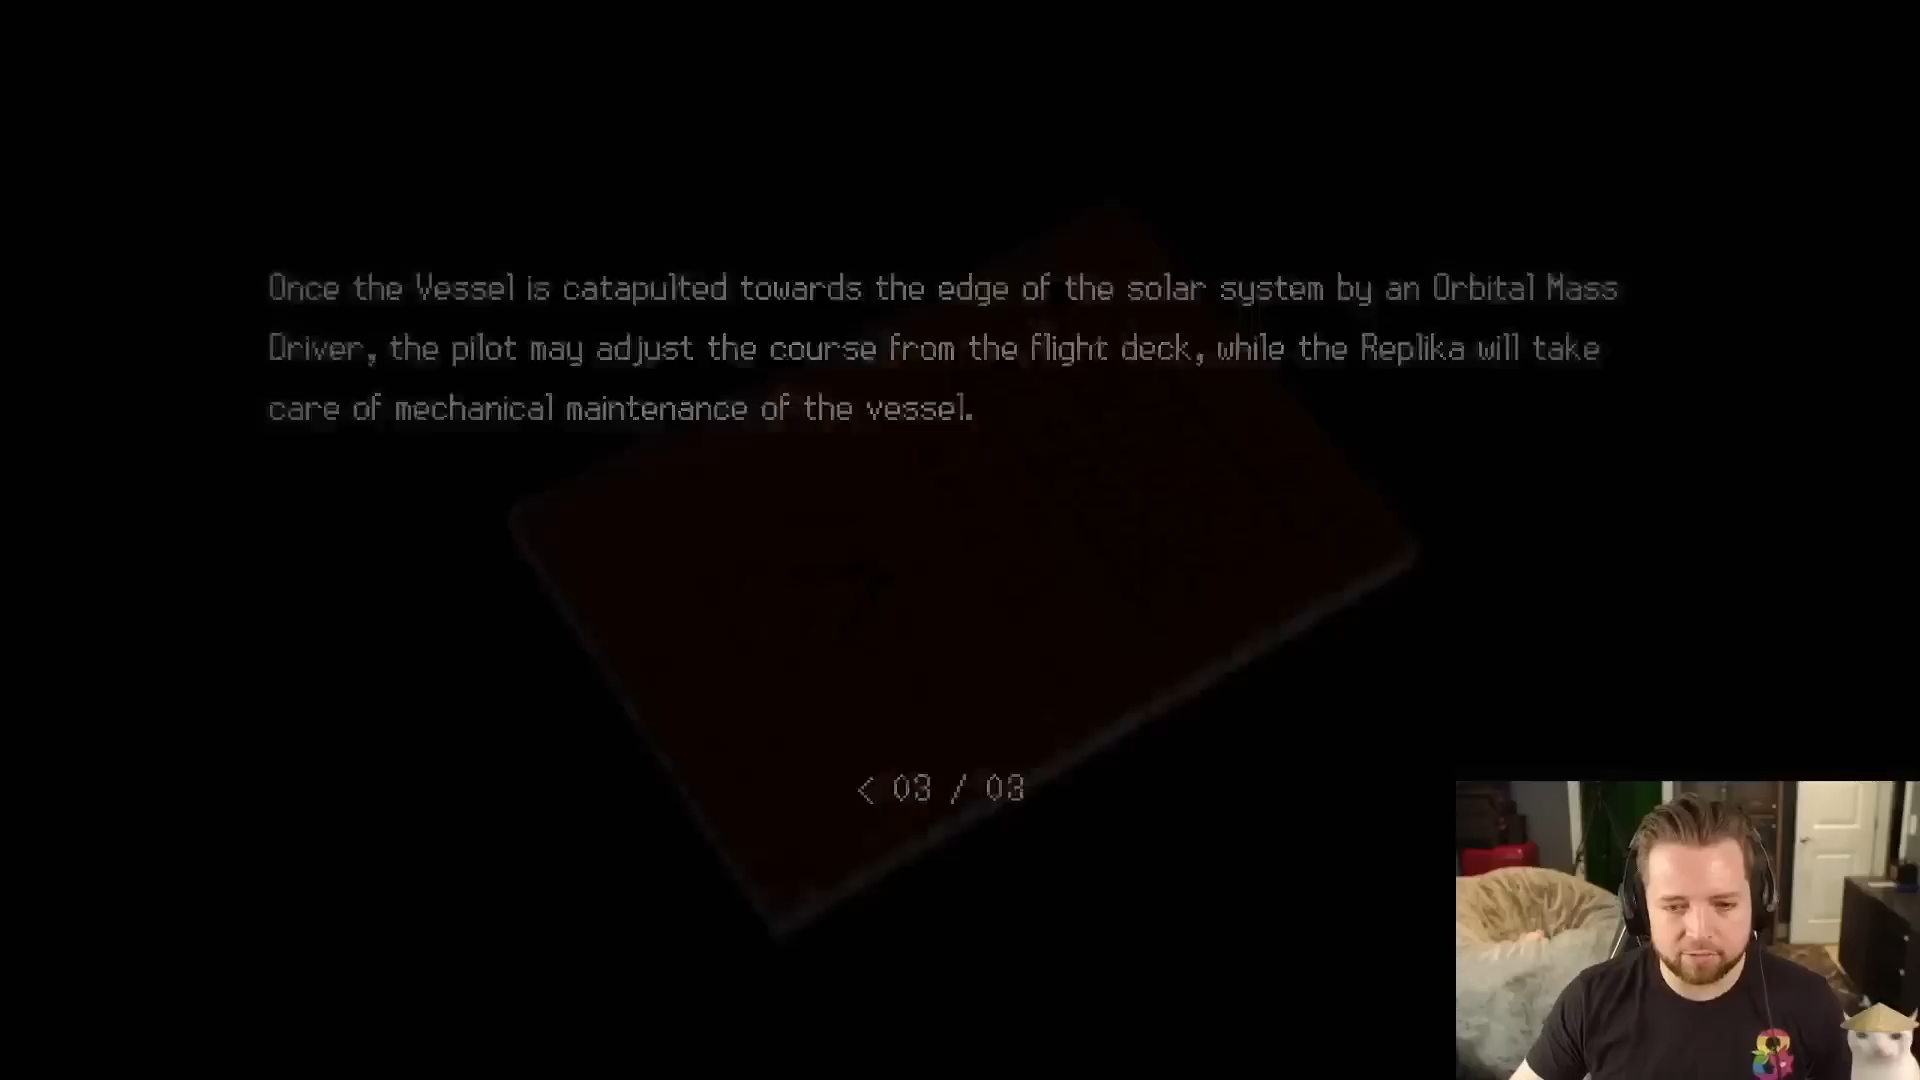 Once the Vessel is catapulted towards the edge of the solar system by an Orbital Mass
Driver, the pilot may adjust the course from the flight deck, while the Replika will take
care of mechanical maintenance of the vessel.
< 03 / 03
8